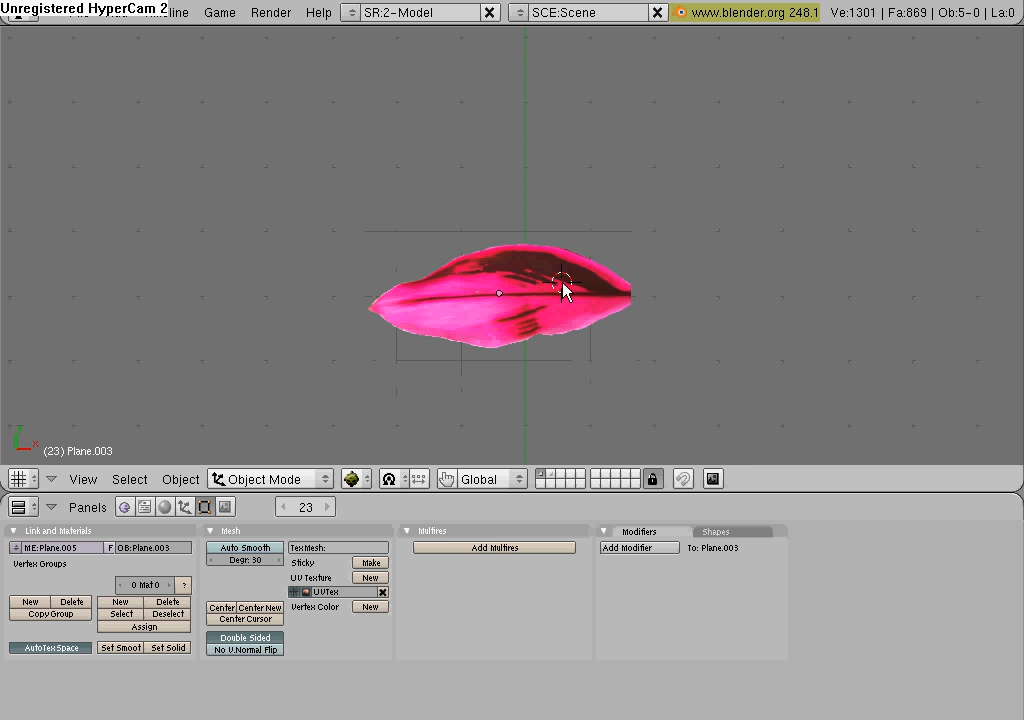 Unregistered HyperCam 2
line Game Render Help SR:2-Model SCE:Scene www.blender.org 248.1 Ve:1301 | Fa:869 | Ob:5-0 | La:0
x
(23) Plane.003
View Select Object Object Mode Global
Panels 23
Link and Materials Mesh Multires Modifiers Shapes
ME:Plane.005 F OB:Plane.003 Auto Smooth TexMesh: Add Multires Add Modifier To: Plane.003
Degr: 30
Vertex Groups Sticky Make
UV Texture New
0 Mat 0 ? UVTex
New Delete New Delete Center Center New Vertex Color New
Copy Group Select Deselect Center Cursor
Assign
Double Sided
AutoTexSpace Set Smoot Set Solid No V.Normal Flip